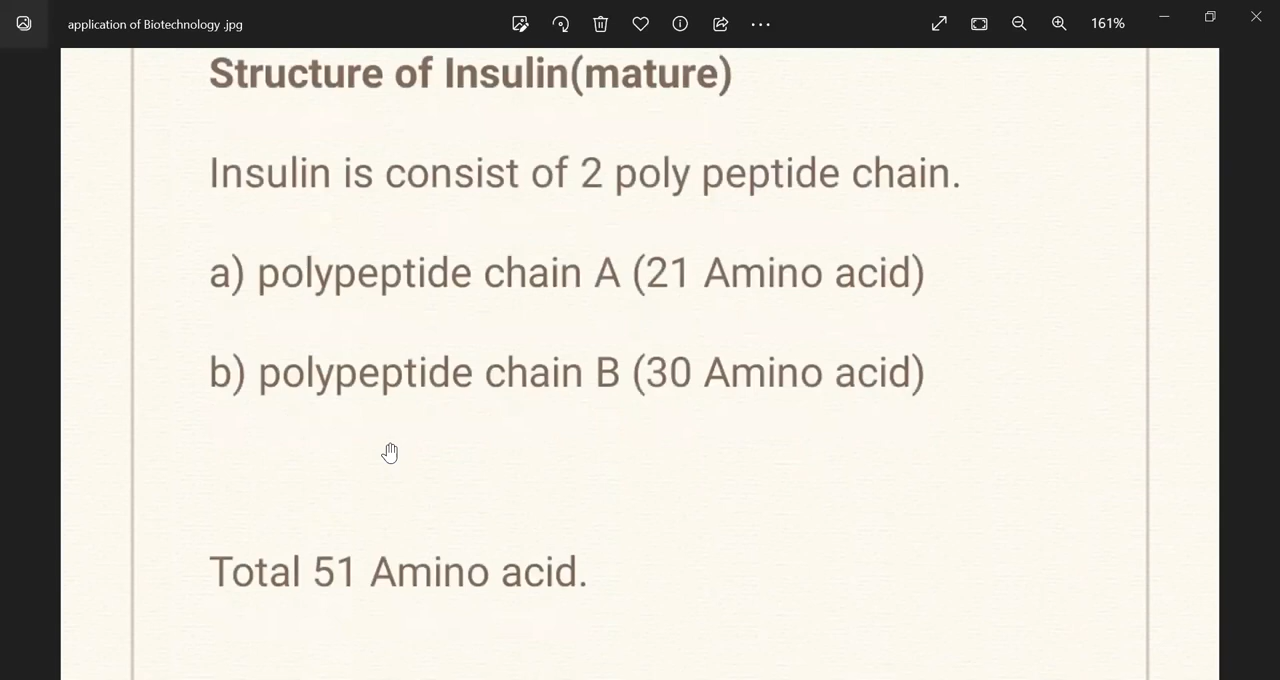 application of Biotechnology .jpg
161%
Structure of Insulin(mature)
Insulin is consist of 2 poly peptide chain.
a) polypeptide chain A (21 Amino acid)
b) polypeptide chain B (30 Amino acid)
Total 51 Amino acid.